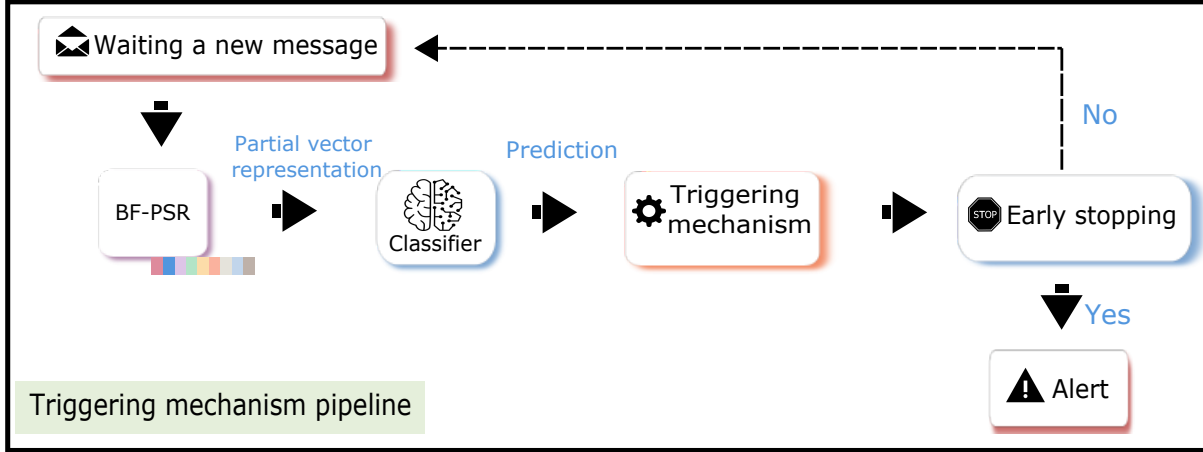 Waiting a new message
No
Partial vector
representation
Prediction
BF-PSR
Classifier
Triggering
mechanism
STOP
Early stopping
Yes
Alert
Triggering mechanism pipeline